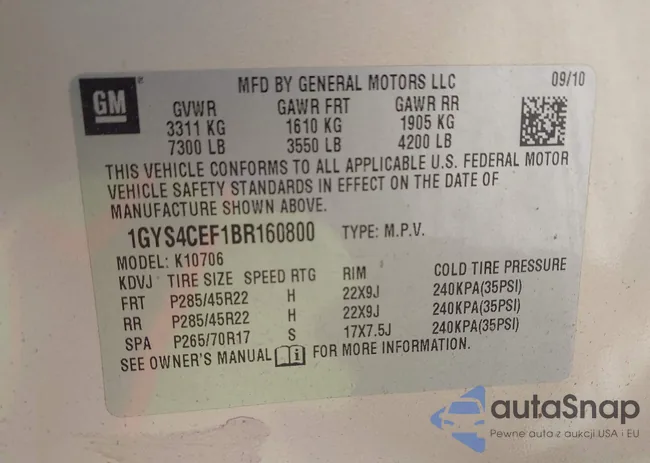 GM
MFD BY GENERAL MOTORS LLC 09/10
GVWR GAWR FRT GAWR RR
3311 KG 1610 KG 1905 KG
7300 LB 3550 LB 4200 LB
THIS VEHICLE CONFORMS TO ALL APPLICABLE U.S. FEDERAL MOTOR
VEHICLE SAFETY STANDARDS IN EFFECT ON THE DATE OF
MANUFACTURE SHOWN ABOVE.
1GYS4CEF1BR160800 TYPE: M.P.V.
MODEL: K10706
KDVJ TIRE SIZE SPEED RTG RIM COLD TIRE PRESSURE
FRT P285/45R22 H 22X9J 240KPA(35PSI)
RR P285/45R22 H 22X9J 240KPA(35PSI)
SPA P265/70R17 S 17X7.5J 240KPA(35PSI)
SEE OWNER'S MANUAL FOR MORE INFORMATION.
autaSnap
Pewne auta z aukcji USA i EU